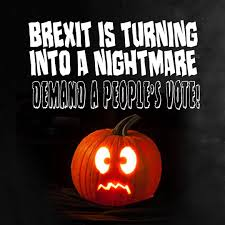 BREXIT IS TURNING
INTO A NIGHTMARE
DEMAND A PEOPLE'S VOTE!